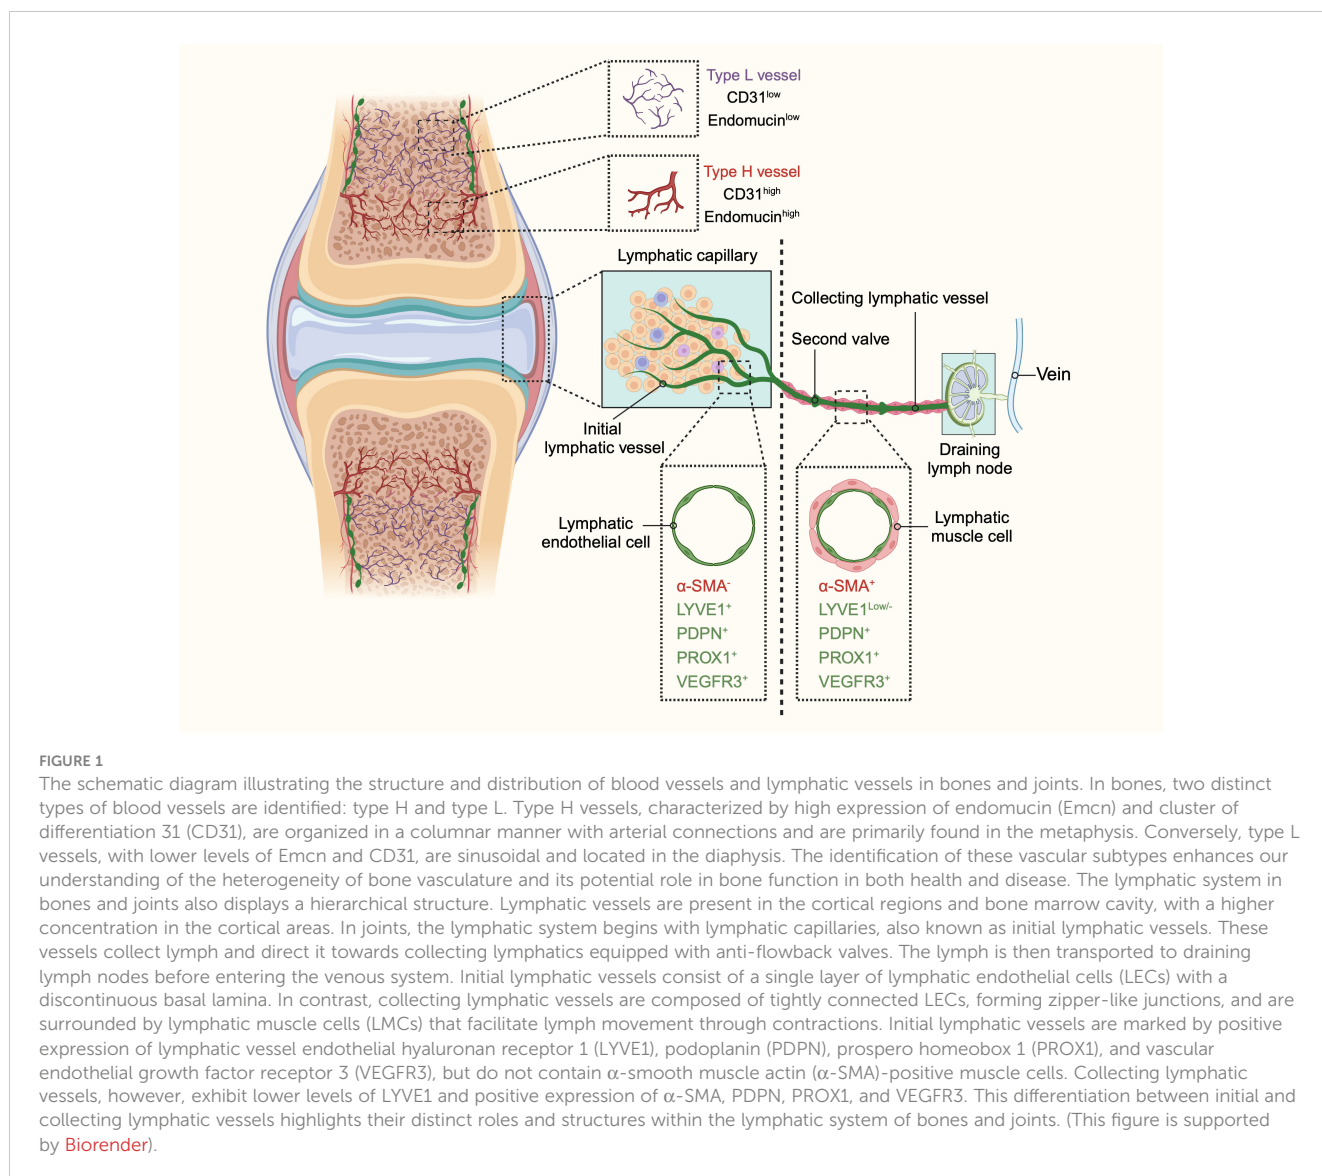 Type L vessel
CD31low
Endomucinlow
Type H vessel
CD31high
Endomucinhigh
Lymphatic capillary
Collecting lymphatic vessel
Second valve
Vein
Initial
lymphatic vessel
Draining
lymph node
Lymphatic
endothelial cell
Lymphatic
muscle cell
α-SMA-
LYVE1+
PDPN+
PROX1+
VEGFR3+
α-SMA+
LYVE1Low/-
PDPN+
PROX1+
VEGFR3+
FIGURE 1
The schematic diagram illustrating the structure and distribution of blood vessels and lymphatic vessels in bones and joints. In bones, two distinct
types of blood vessels are identified: type H and type L. Type H vessels, characterized by high expression of endomucin (Emcn) and cluster of
differentiation 31 (CD31), are organized in a columnar manner with arterial connections and are primarily found in the metaphysis. Conversely, type L
vessels, with lower levels of Emcn and CD31, are sinusoidal and located in the diaphysis. The identification of these vascular subtypes enhances our
understanding of the heterogeneity of bone vasculature and its potential role in bone function in both health and disease. The lymphatic system in
bones and joints also displays a hierarchical structure. Lymphatic vessels are present in the cortical regions and bone marrow cavity, with a higher
concentration in the cortical areas. In joints, the lymphatic system begins with lymphatic capillaries, also known as initial lymphatic vessels. These
vessels collect lymph and direct it towards collecting lymphatics equipped with anti-flowback valves. The lymph is then transported to draining
lymph nodes before entering the venous system. Initial lymphatic vessels consist of a single layer of lymphatic endothelial cells (LECs) with a
discontinuous basal lamina. In contrast, collecting lymphatic vessels are composed of tightly connected LECs, forming zipper-like junctions, and are
surrounded by lymphatic muscle cells (LMCs) that facilitate lymph movement through contractions. Initial lymphatic vessels are marked by positive
expression of lymphatic vessel endothelial hyaluronan receptor 1 (LYVE1), podoplanin (PDPN), prospero homeobox 1 (PROX1), and vascular
endothelial growth factor receptor 3 (VEGFR3), but do not contain α-smooth muscle actin (α-SMA)-positive muscle cells. Collecting lymphatic
vessels, however, exhibit lower levels of LYVE1 and positive expression of α-SMA, PDPN, PROX1, and VEGFR3. This differentiation between initial and
collecting lymphatic vessels highlights their distinct roles and structures within the lymphatic system of bones and joints. (This figure is supported
by Biorender).